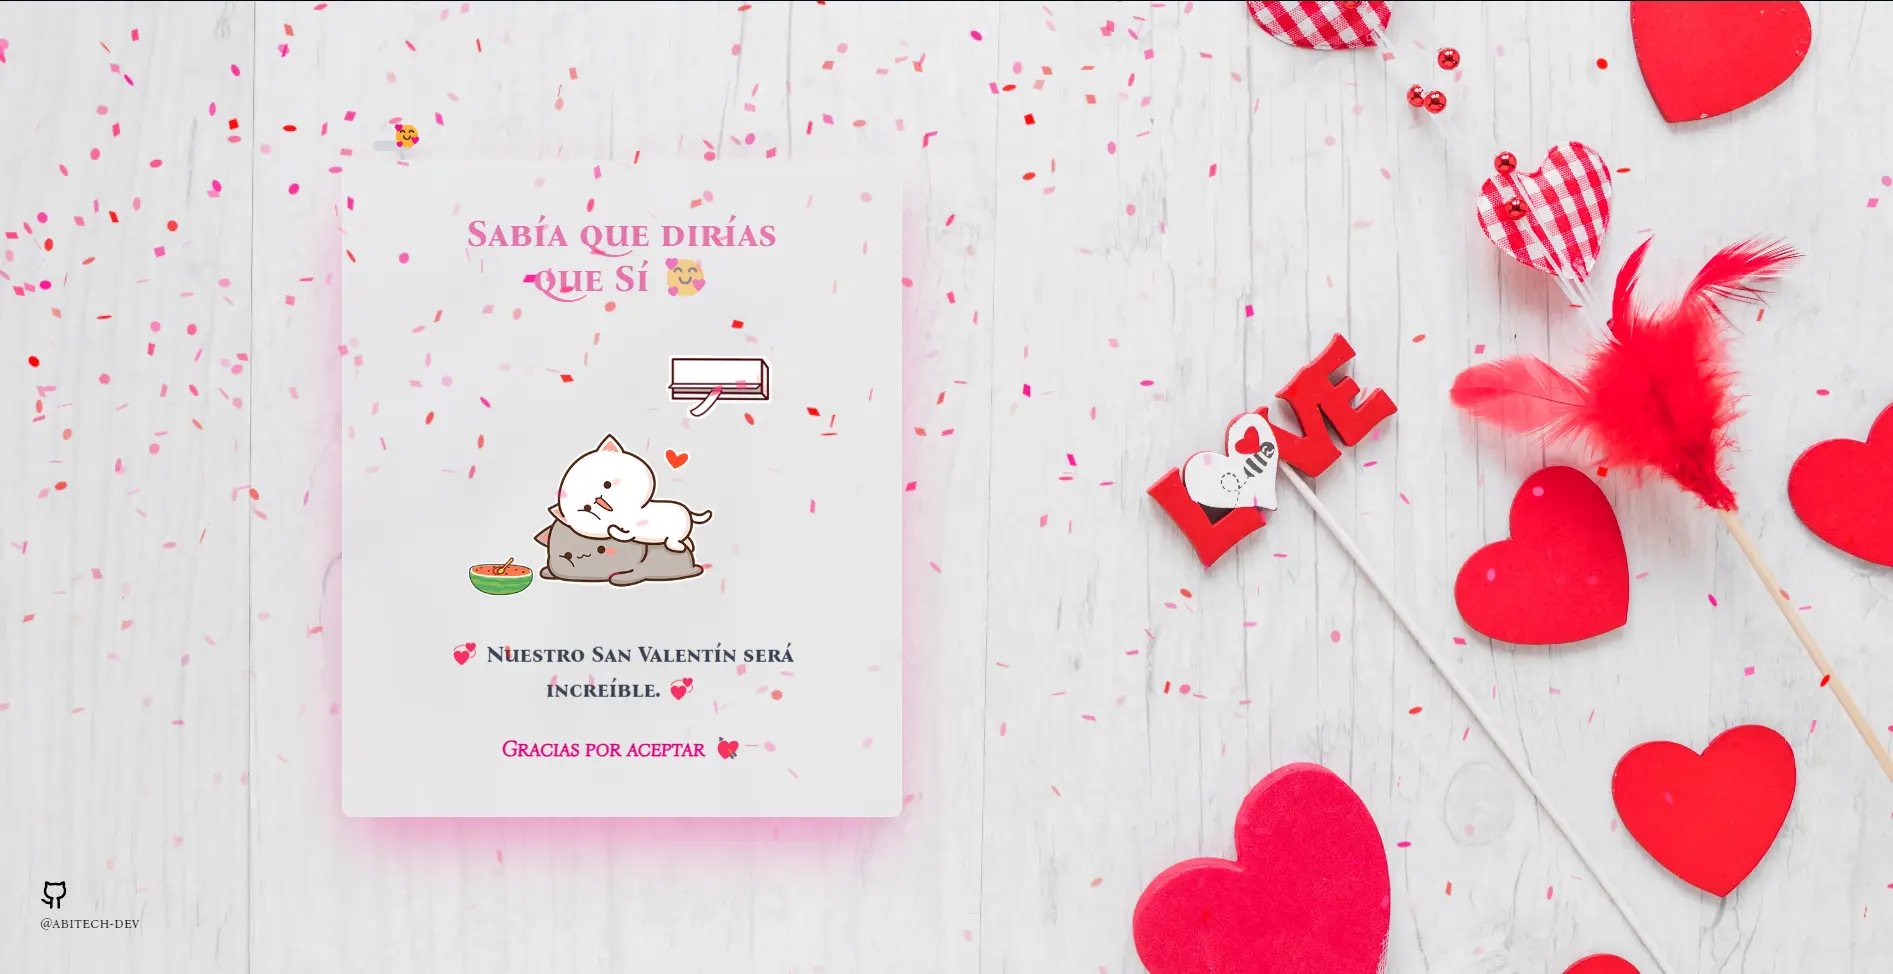 Sabía que dirías
que Sí 🥰
💞 Nuestro San Valentín será
increíble. 💞
Gracias por aceptar 💘
LOVE
@abitech-dev